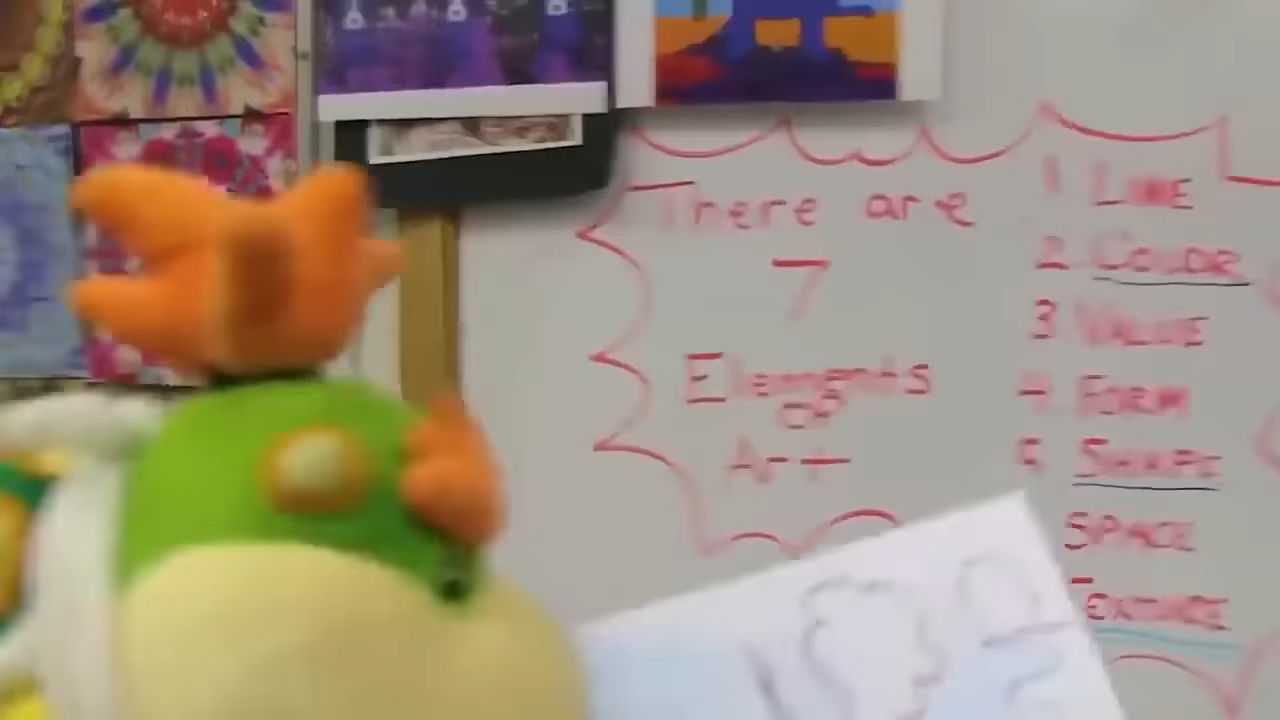 There are
7
Elements
OF
Art
1 LINE
2. COLOR
3 VALUE
4. FORM
5 SHAPE
SPACE
TEXTURE